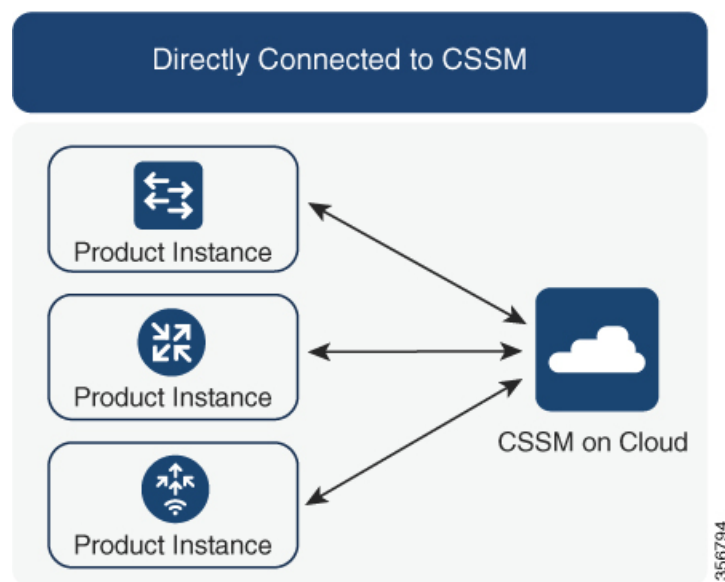 Directly Connected to CSSM
Product Instance
Product Instance
Product Instance
CSSM on Cloud
356794